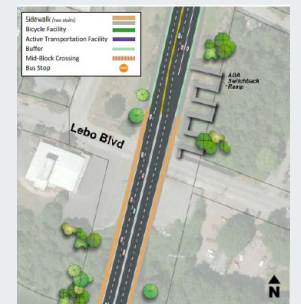 Sidewalk (two styles)
Bicycle Facility
Active Transportation Facility
Buffer
Mid-Block Crossing
Bus Stop
ADA
Switchback
Ramp
Lebo Blvd
N